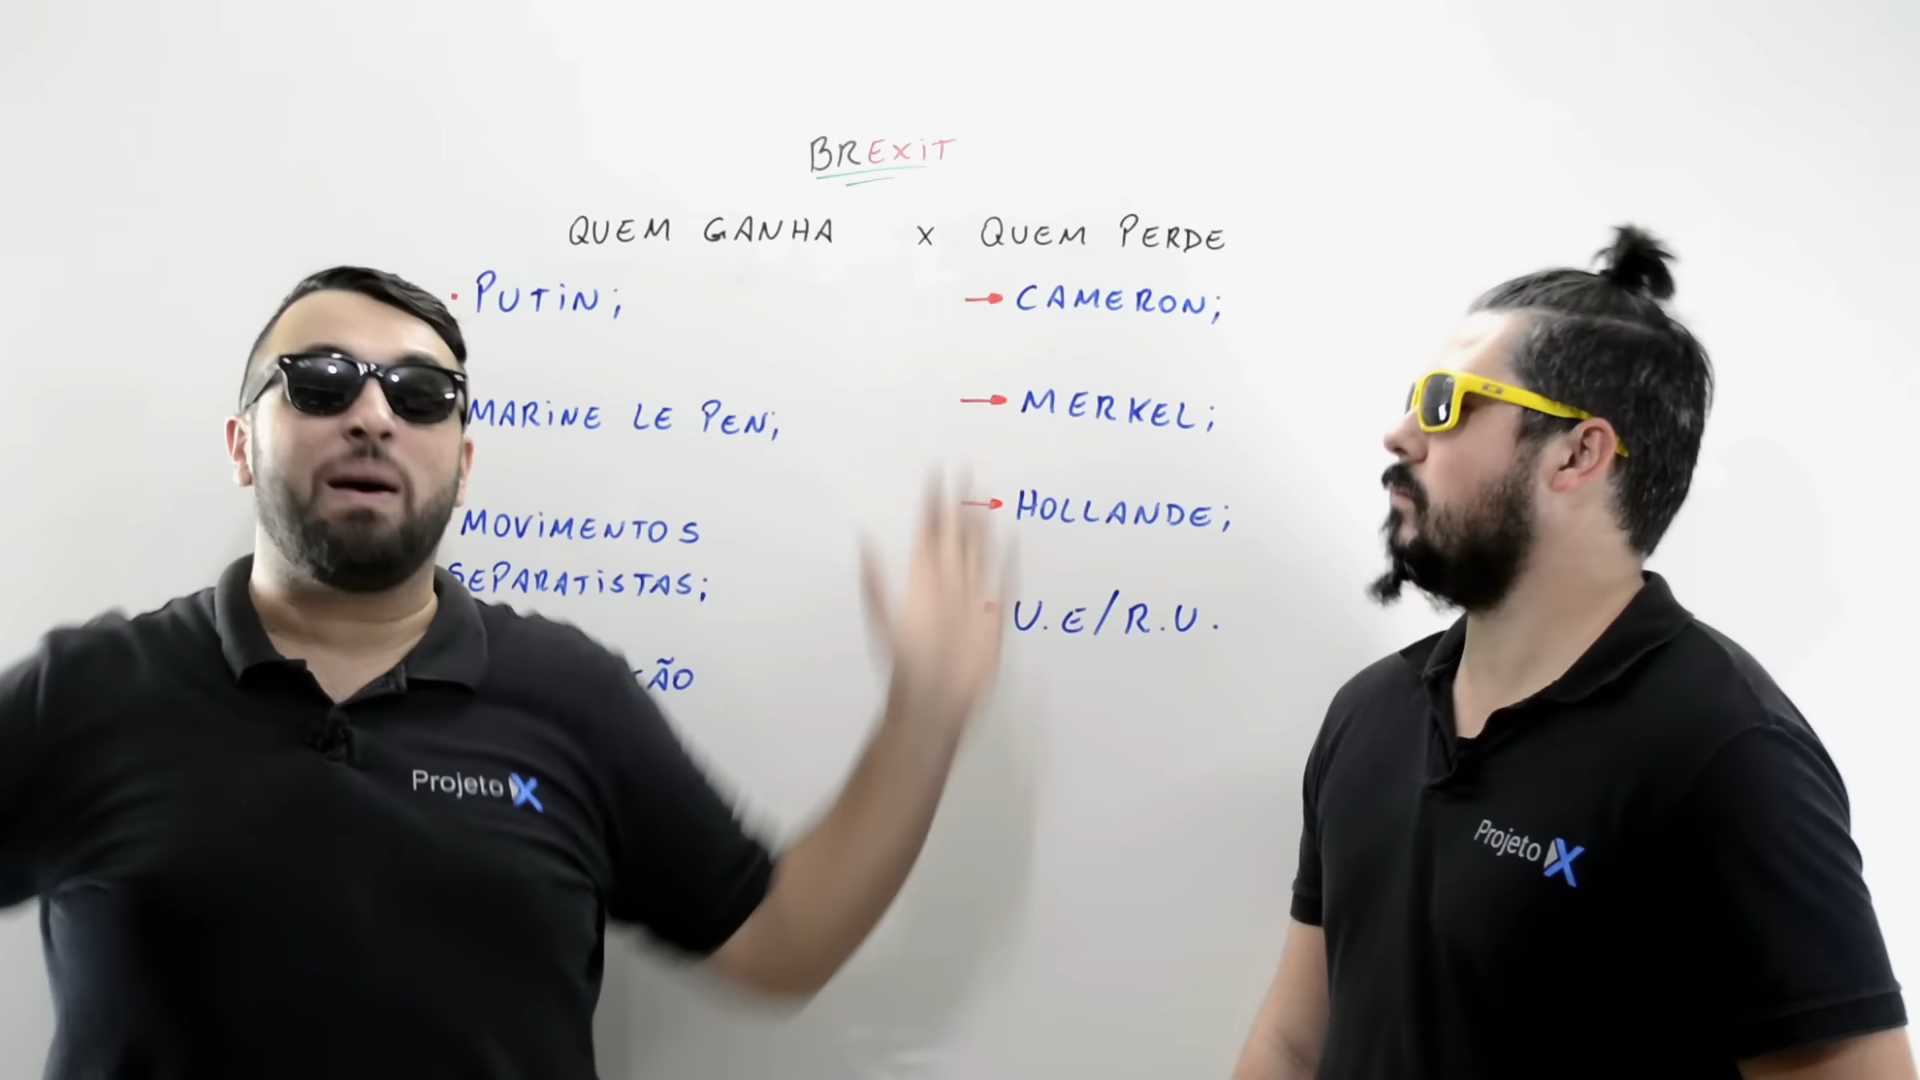 BREXIT
QUEM GANHA X QUEM PERDE
PUTIN;
MARINE LE PEN;
MOVIMENTOS
SEPARATISTAS;
CAMERON;
MERKEL;
HOLLANDE;
U.E/R.U.
Projeto X
Projeto X